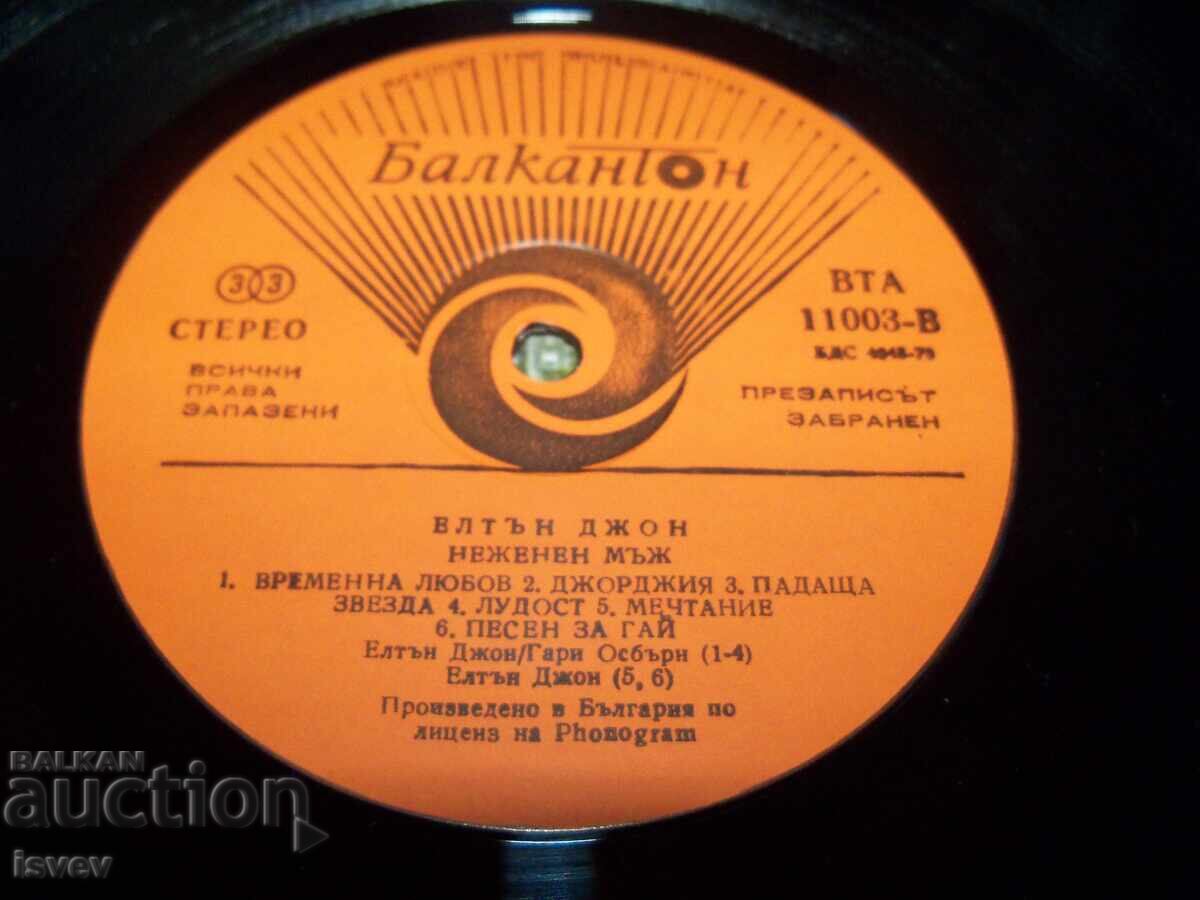 Балкантон
33
СТЕРЕО
ВСИЧКИ
ПРАВА
ЗАПАЗЕНИ
ВТА
11003-В
БДС
ПРЕЗАПИСЪТ
ЗАБРАНЕН
ЕЛТЪН ДЖОН
НЕЖЕНЕН МЪЖ
1. ВРЕМЕННА ЛЮБОВ 2. ДЖОРДЖИЯ 3. ПАДАЩА
ЗВЕЗДА 4. ЛУДОСТ 5. МЕЧТАНИЕ
6. ПЕСЕН ЗА ГАЙ
Елтън Джон/Гари Осбърн (1-4)
Елтън Джон (5, 6)
Произведено в България по
лиценз на Phonogram
BALKAN
auction
isvev